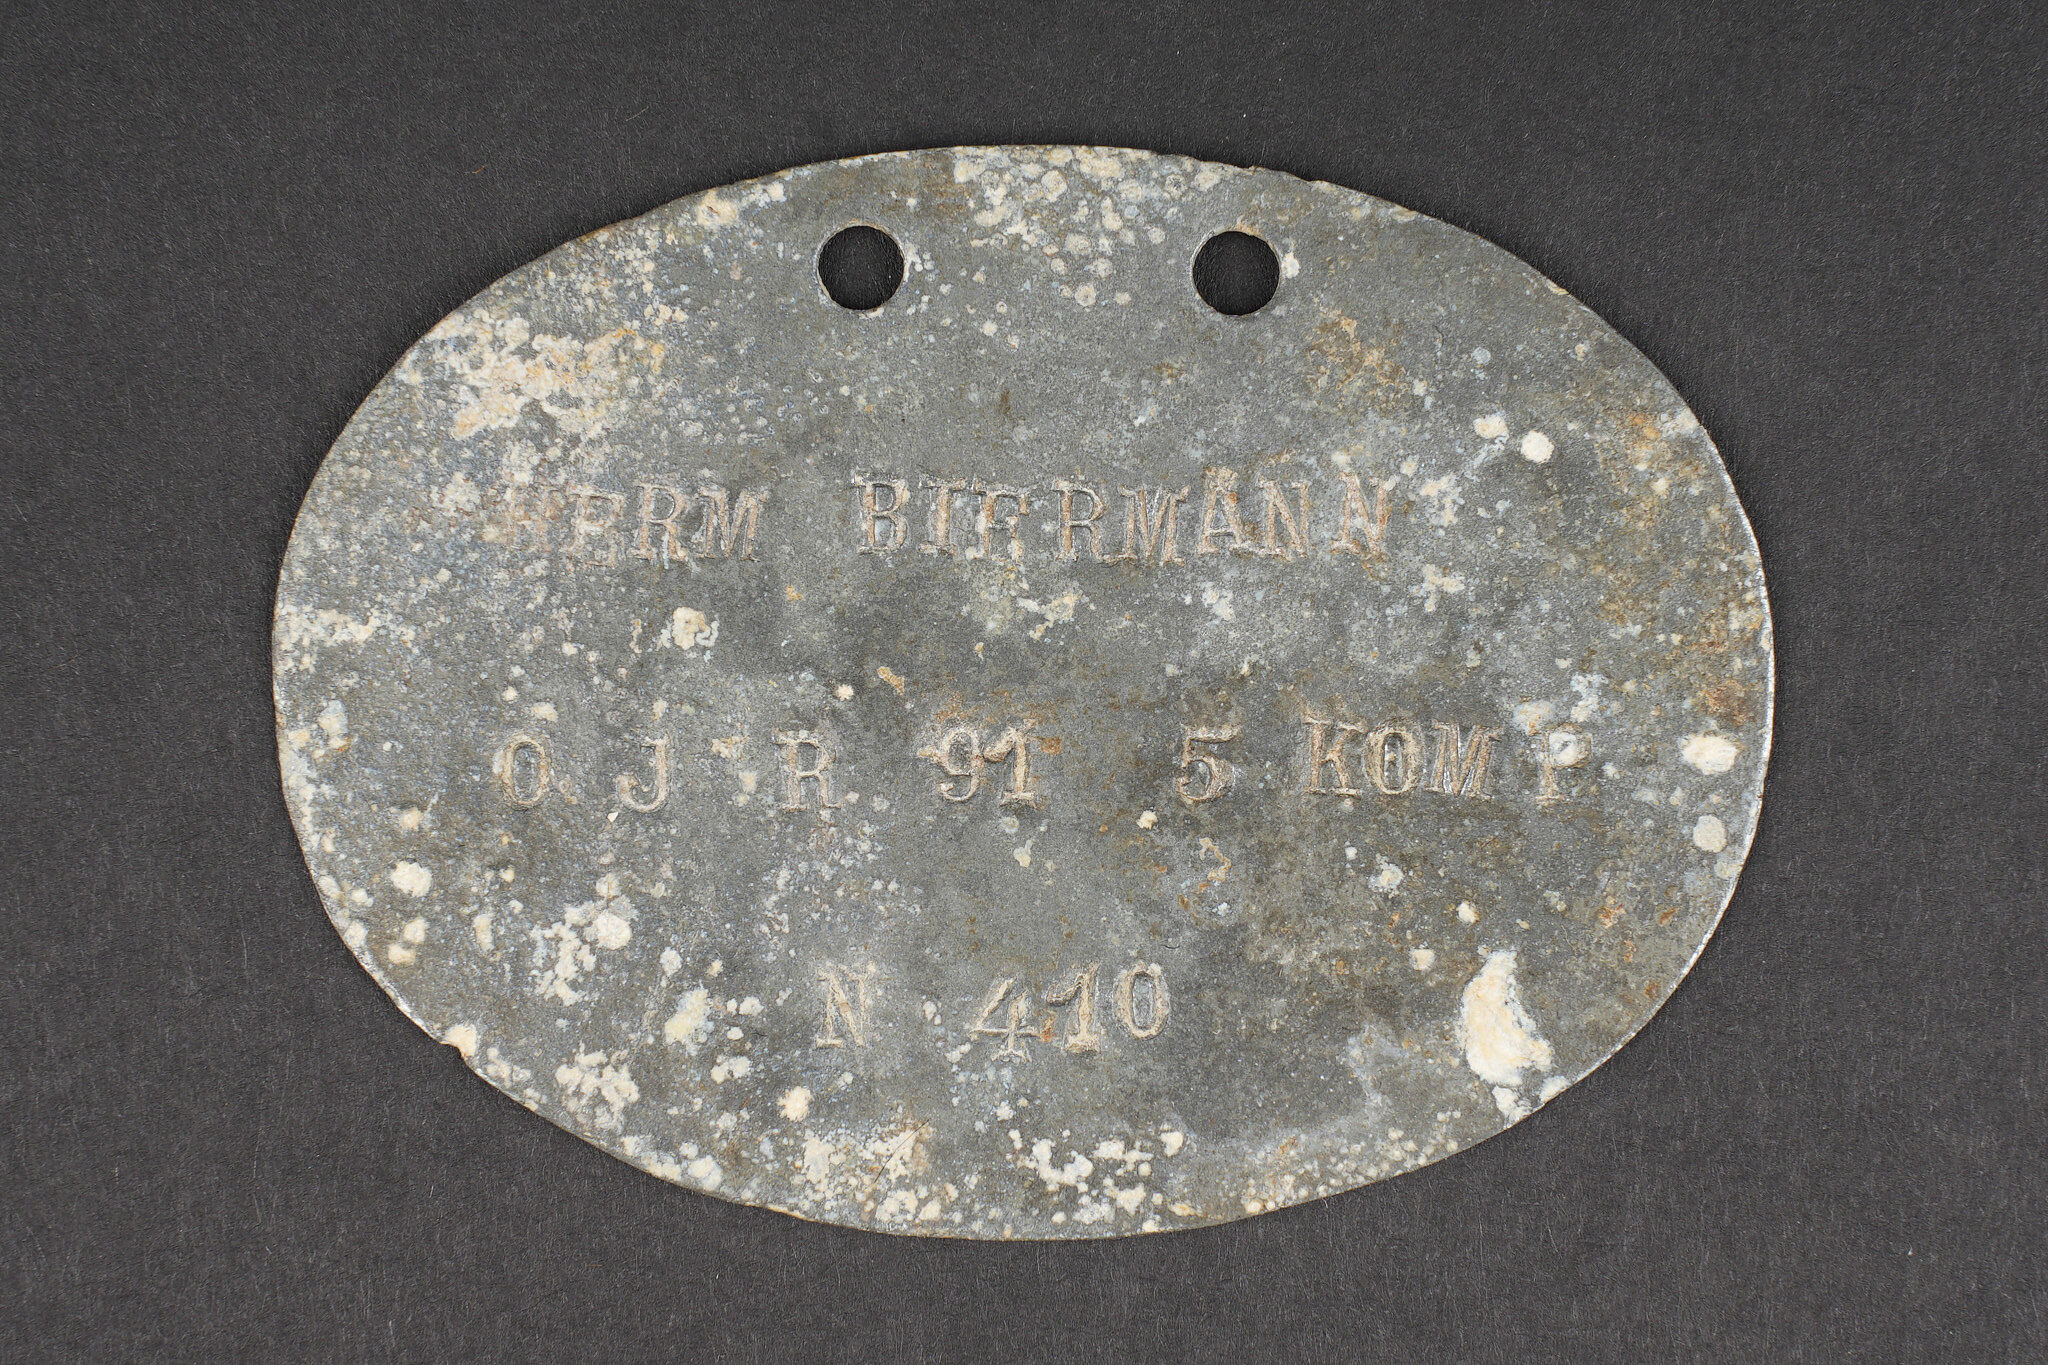 HERM BIERMANN
O. J R 91 5 KOMP
N 410